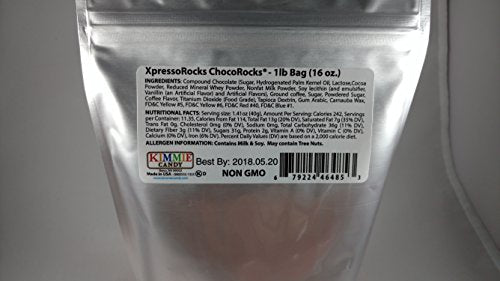 XpressoRocks ChocoRocks® - 1lb Bag (16 oz.)
INGREDIENTS: Compound Chocolate (Sugar, Hydrogenated Palm Kernel Oil, Lactose,Cocoa
Powder, Reduced Mineral Whey Powder, Nonfat Milk Powder, Soy lecithin (and emulsifer,
Vanillin (an Artificial and Artificial Flavors), Ground coffee, Sugar, Powdered Sugar,
Coffee Flavor, Titanium Dioxide (Food Grade), Tapioca Dextrin, Gum Arabic, Carnauba Wax,
FD&C Yellow #5, FD&C Yellow #6, FD&C Red #40, FD&C Blue #1.
NUTRITIONAL FACTS: Serving size: 1.41oz (40g), Amount Per Serving Calories 242, Servings
per Container: 11.35, Calories from Fat 114, Total Fat 13g (20% DV), Saturated Fat 7g (35% DV),
Trans Fat 0g, Cholesterol 0mg (0% DV), Sodium 0mg, Total Carbohydrate 36g (11% DV),
Dietary Fiber 3g (11% DV), Sugars 31g, Protein 2g, Vitamin A (0% DV), Vitamin C (0% DV),
Calcium (0% DV), Iron (6% DV), Percent Daily Values (DV) are based on a 2,000 calorie diet.
ALLERGEN INFORMATION: Contains Milk & Soy. May contain Tree Nuts.
KIMMIE
CANDY
Reno, NV 89502
Made in USA
K D
Best By: 2018.05.20
NON GMO
6 79224 46485 3